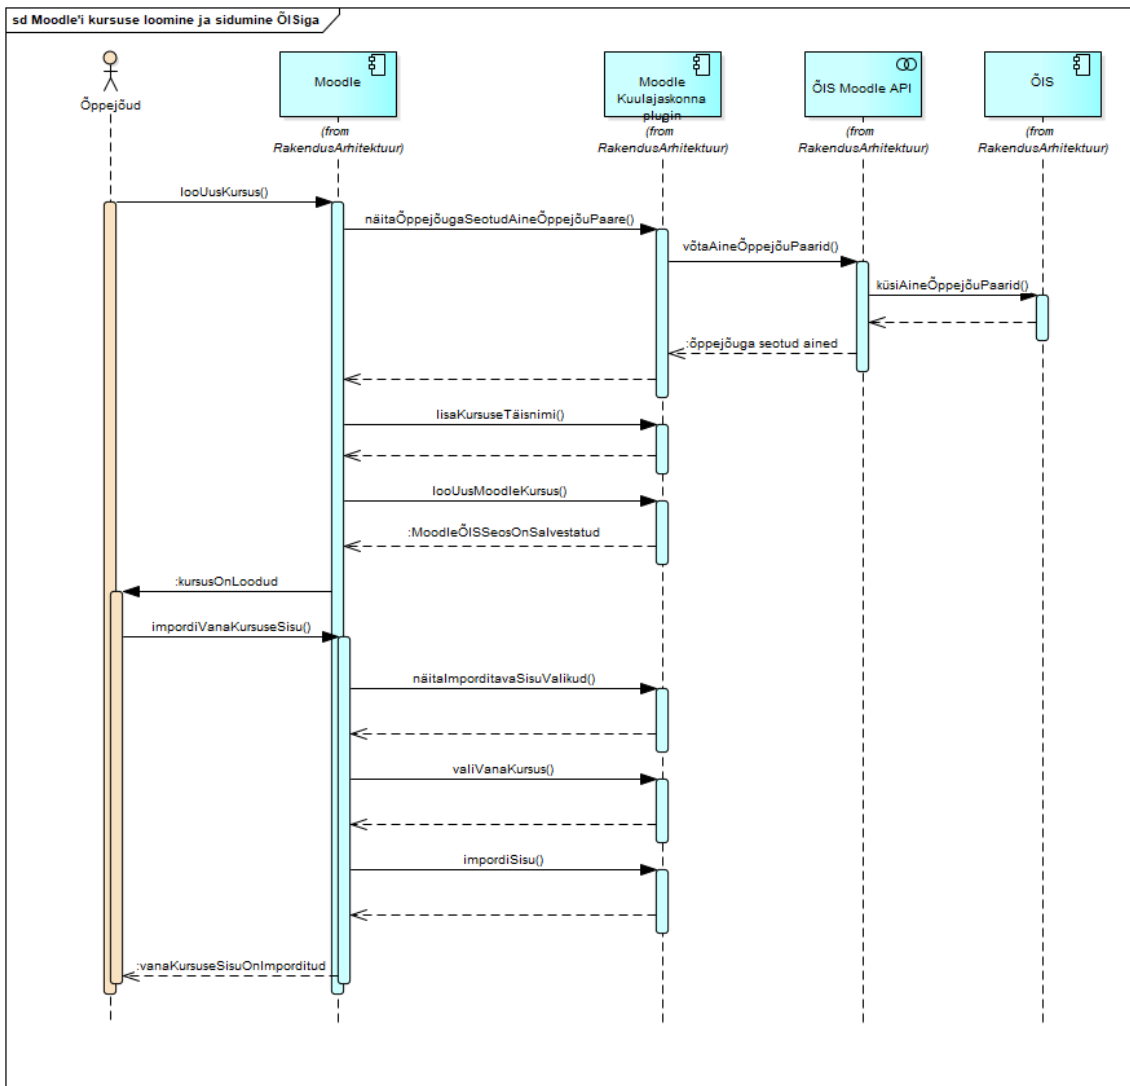 sd Moodle'i kursuse loomine ja sidumine ÕISiga
Õppejõud
Moodle
(from
RakendusArhitektuur)
Moodle
Kuulajaskonna
plugin
(from
RakendusArhitektuur)
ÕIS Moodle API
(from
RakendusArhitektuur)
ÕIS
(from
RakendusArhitektuur)
looUusKursus()
näitaÕppejõugaSeotudAineÕppejõuPaare()
võtaAineÕppejõuPaarid()
küsiAineÕppejõuPaarid()
:õppejõuga seotud ained
lisaKursuseTäisnimi()
looUusMoodleKursus()
:MoodleÕISSeosOnSalvestatud
:kursusOnLoodud
impordiVanaKursuseSisu()
näitaImporditavaSisuValikud()
valiVanaKursus()
impordiSisu()
:vanaKursuseSisuOnImporditud